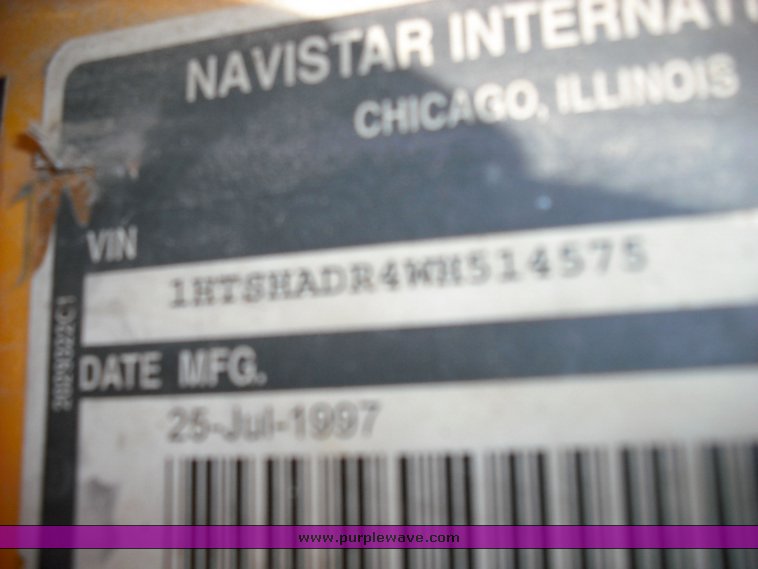 NAVISTAR INTERNATI
CHICAGO, ILLINOIS
VIN
1HTSHADR4WH514575
DATE MFG.
25-Jul-1997
www.purplewave.com